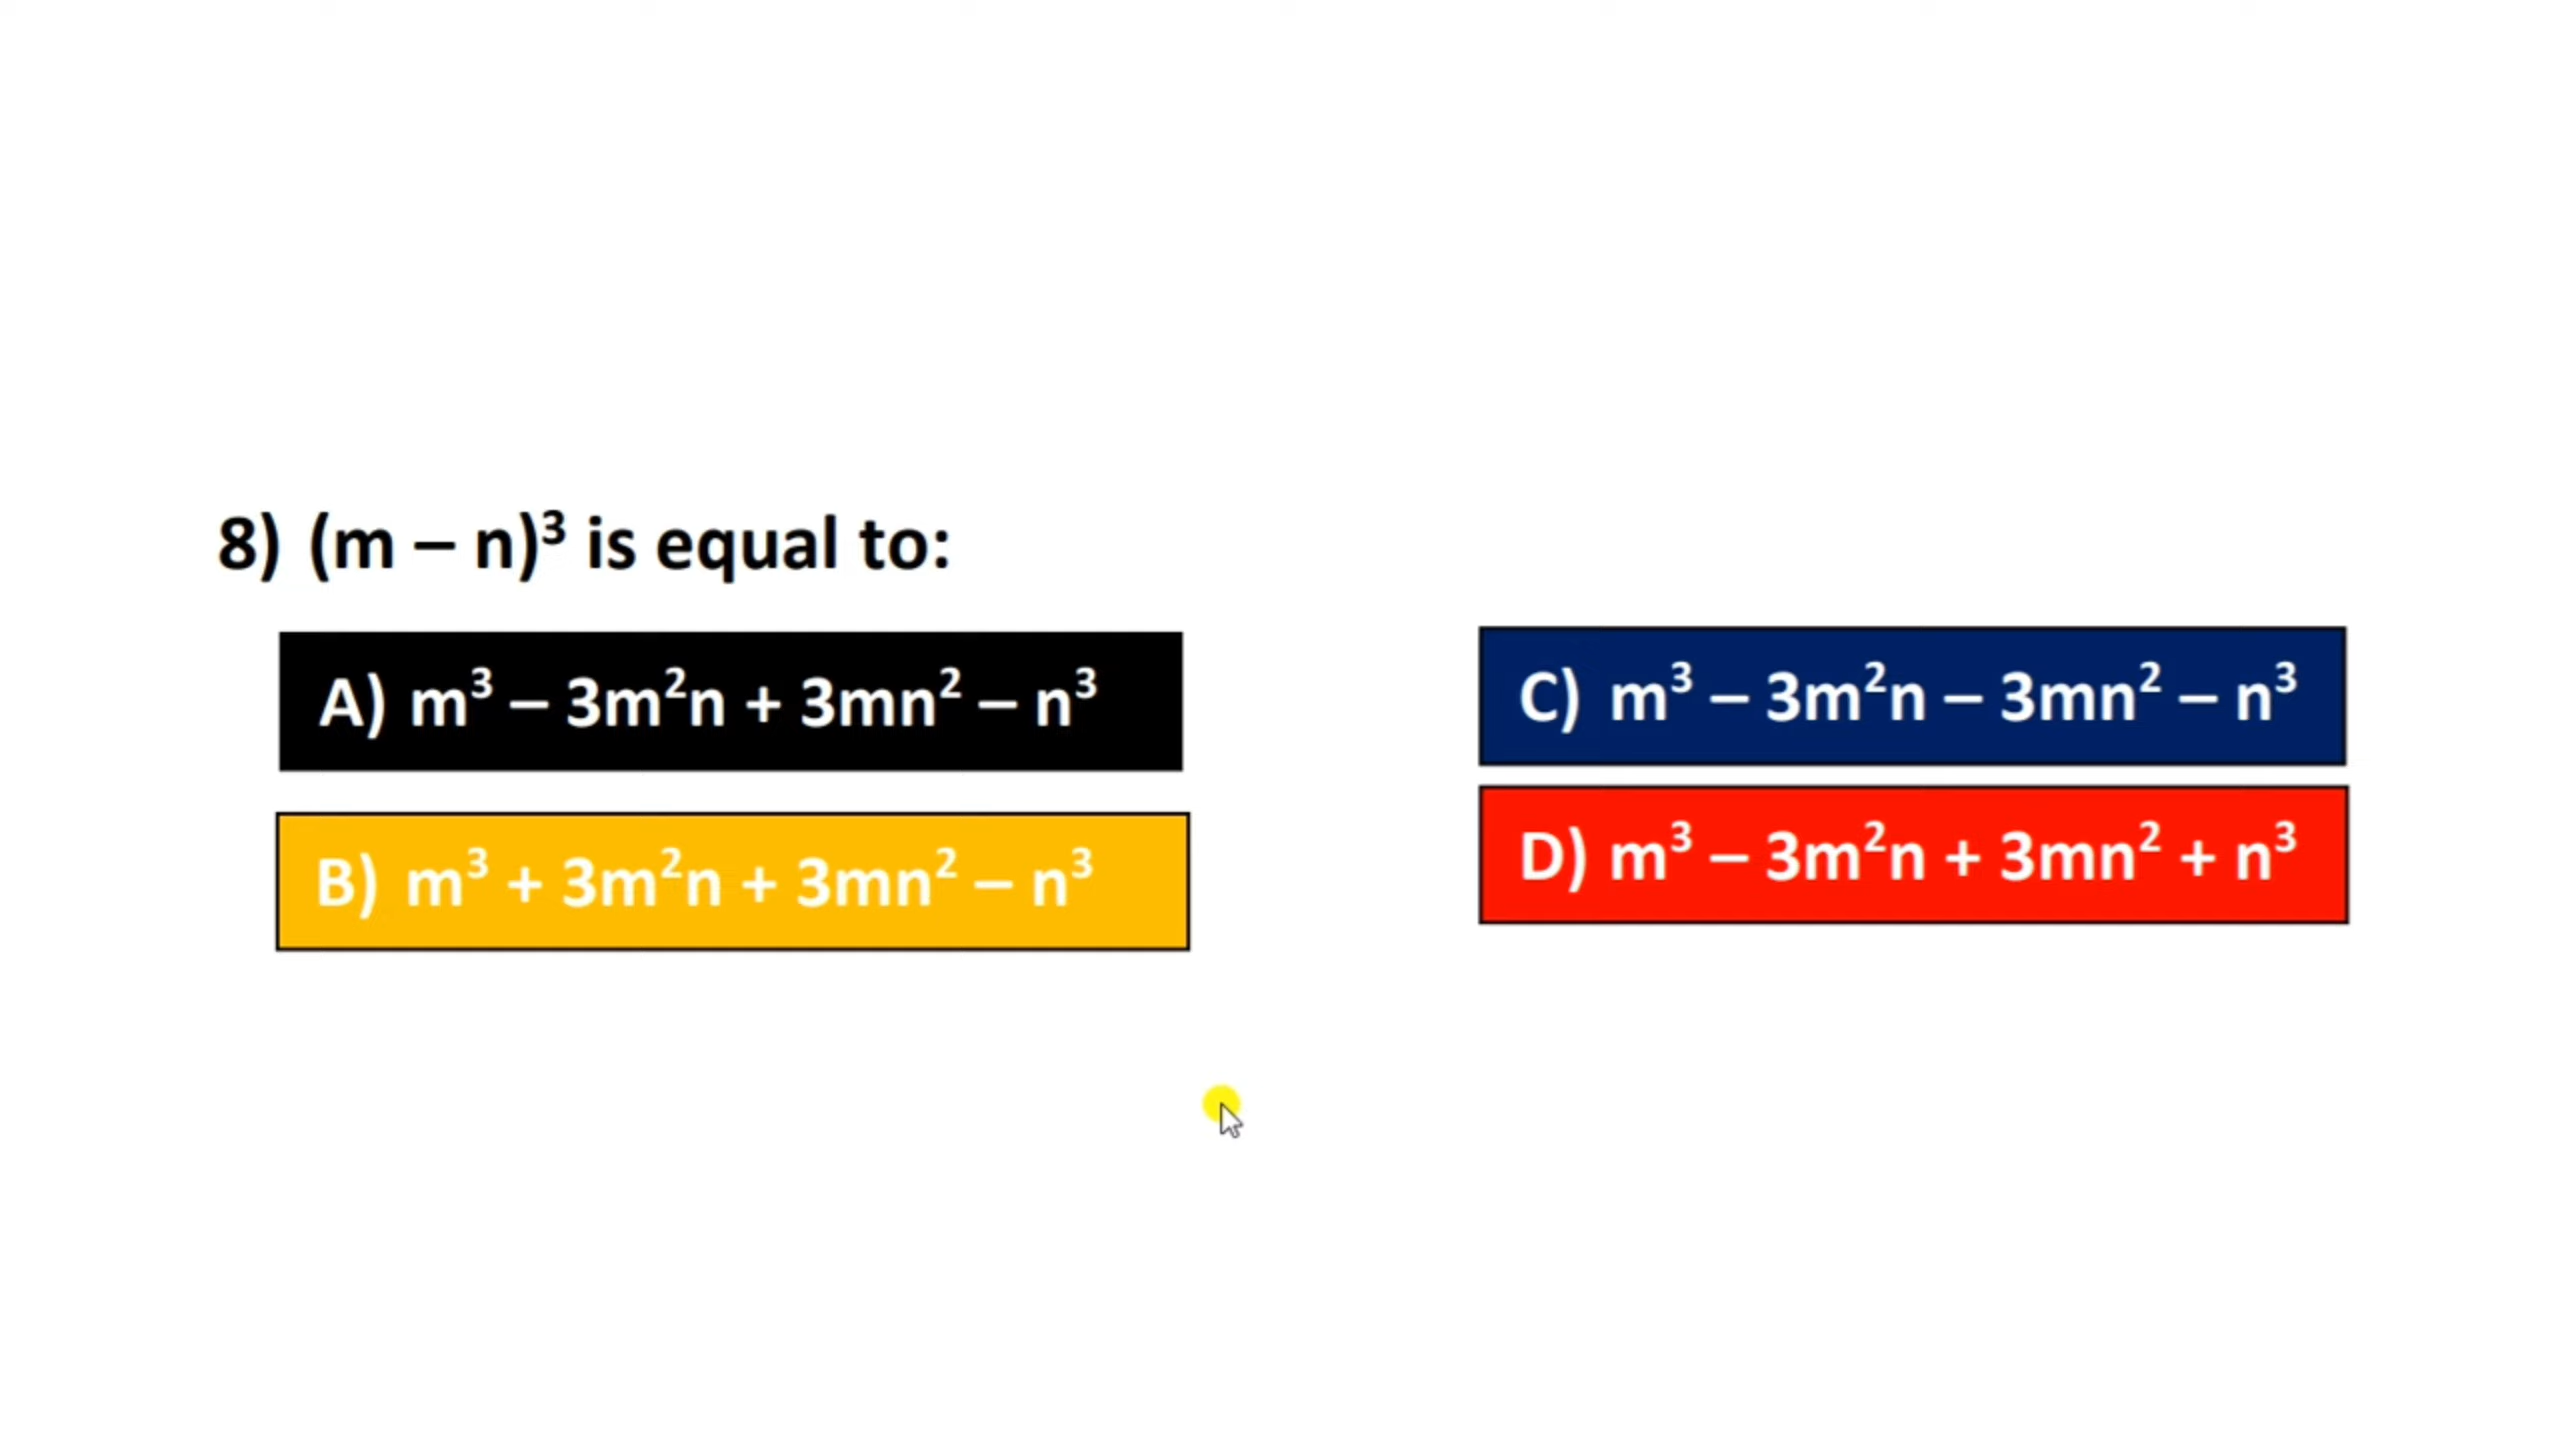 8) (m – n)³ is equal to:
A) m³ – 3m²n + 3mn² – n³
B) m³ + 3m²n + 3mn² – n³
C) m³ – 3m²n – 3mn² – n³
D) m³ – 3m²n + 3mn² + n³